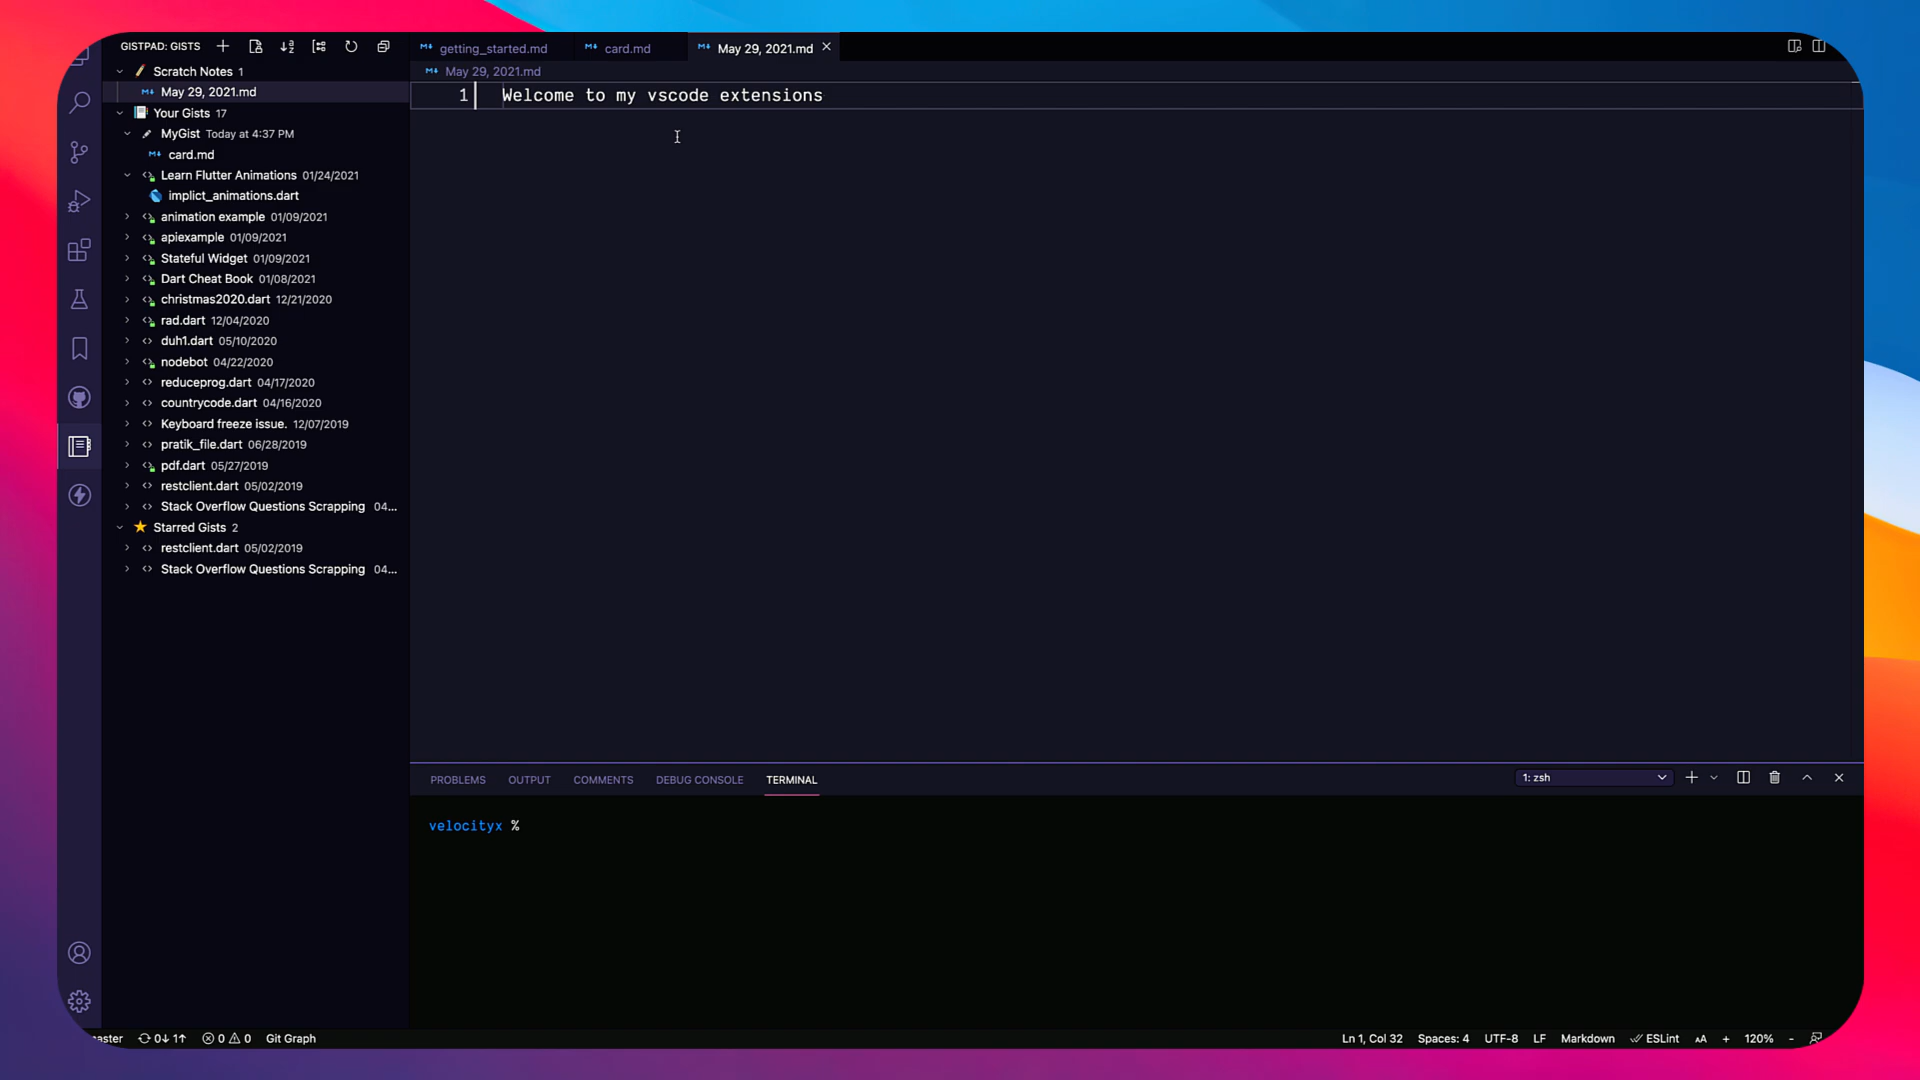 GISTPAD: GISTS
Scratch Notes 1
May 29, 2021.md
Your Gists 17
MyGist Today at 4:37 PM
card.md
Learn Flutter Animations 01/24/2021
implict_animations.dart
animation example 01/09/2021
apiexample 01/09/2021
Stateful Widget 01/09/2021
Dart Cheat Book 01/08/2021
christmas2020.dart 12/21/2020
rad.dart 12/04/2020
duh1.dart 05/10/2020
nodebot 04/22/2020
reduceprog.dart 04/17/2020
countrycode.dart 04/16/2020
Keyboard freeze issue. 12/07/2019
pratik_file.dart 06/28/2019
pdf.dart 05/27/2019
restclient.dart 05/02/2019
Stack Overflow Questions Scrapping 04...
Starred Gists 2
restclient.dart 05/02/2019
Stack Overflow Questions Scrapping 04...
getting_started.md card.md May 29, 2021.md
May 29, 2021.md
1 Welcome to my vscode extensions
PROBLEMS OUTPUT COMMENTS DEBUG CONSOLE TERMINAL 1: zsh
velocityx %
aster 0↓ 1↑ 0 0 Git Graph Ln 1, Col 32 Spaces: 4 UTF-8 LF Markdown ESLint AA + 120% -